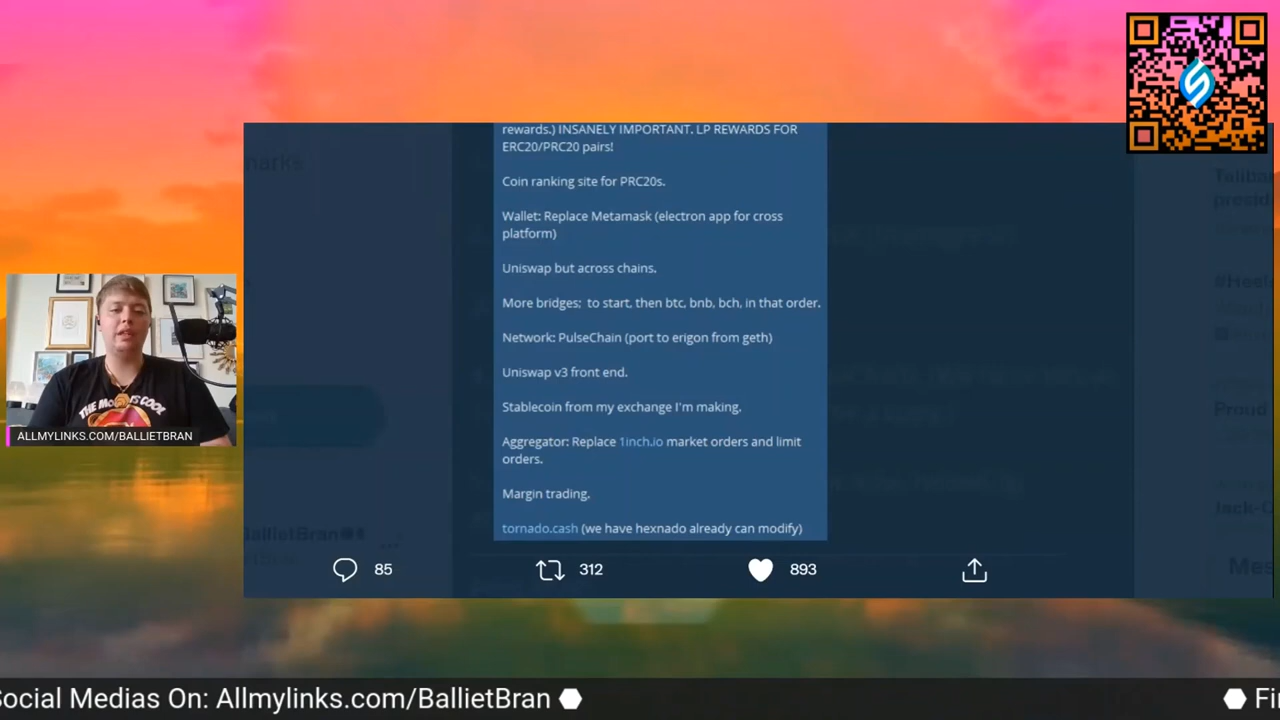 rewards.) INSANELY IMPORTANT. LP REWARDS FOR
ERC20/PRC20 pairs!
Coin ranking site for PRC20s.
Wallet: Replace Metamask (electron app for cross
platform)
Uniswap but across chains.
More bridges;  to start, then btc, bnb, bch, in that order.
Network: PulseChain (port to erigon from geth)
Uniswap v3 front end.
Stablecoin from my exchange I'm making.
Aggregator: Replace 1inch.io market orders and limit
orders.
Margin trading.
tornado.cash (we have hexnado already can modify)
85 312 893
BallietBran
Proud
Mes
ALLMYLINKS.COM/BALLIETBRAN
Social Medias On: Allmylinks.com/BallietBran